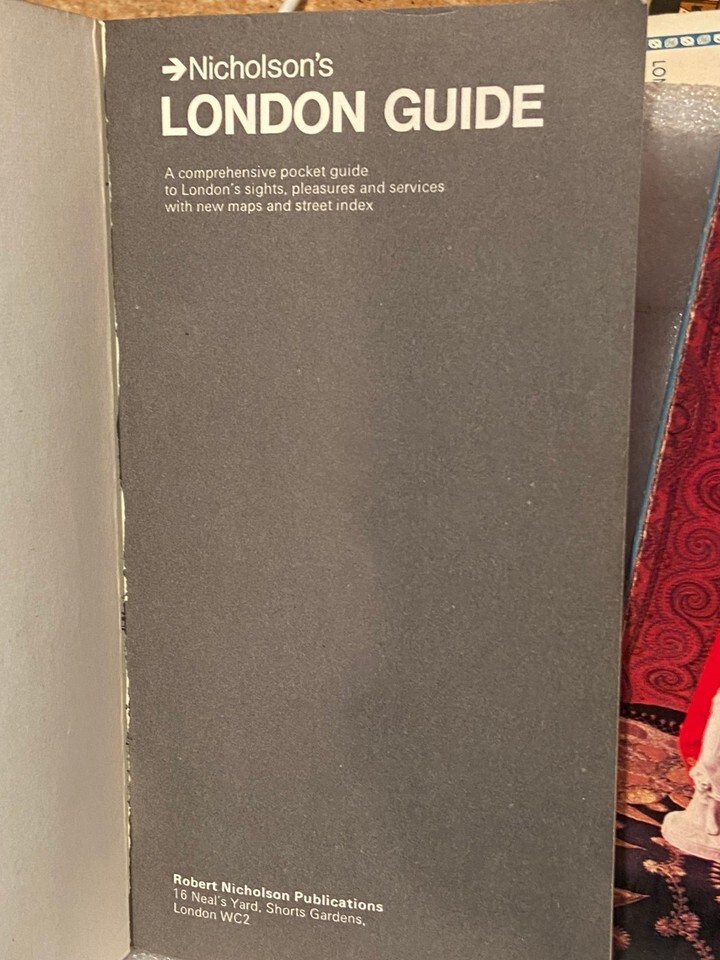 →Nicholson's
LONDON GUIDE
A comprehensive pocket guide
to London's sights, pleasures and services
with new maps and street index
Robert Nicholson Publications
16 Neal's Yard, Shorts Gardens,
London WC2
LON